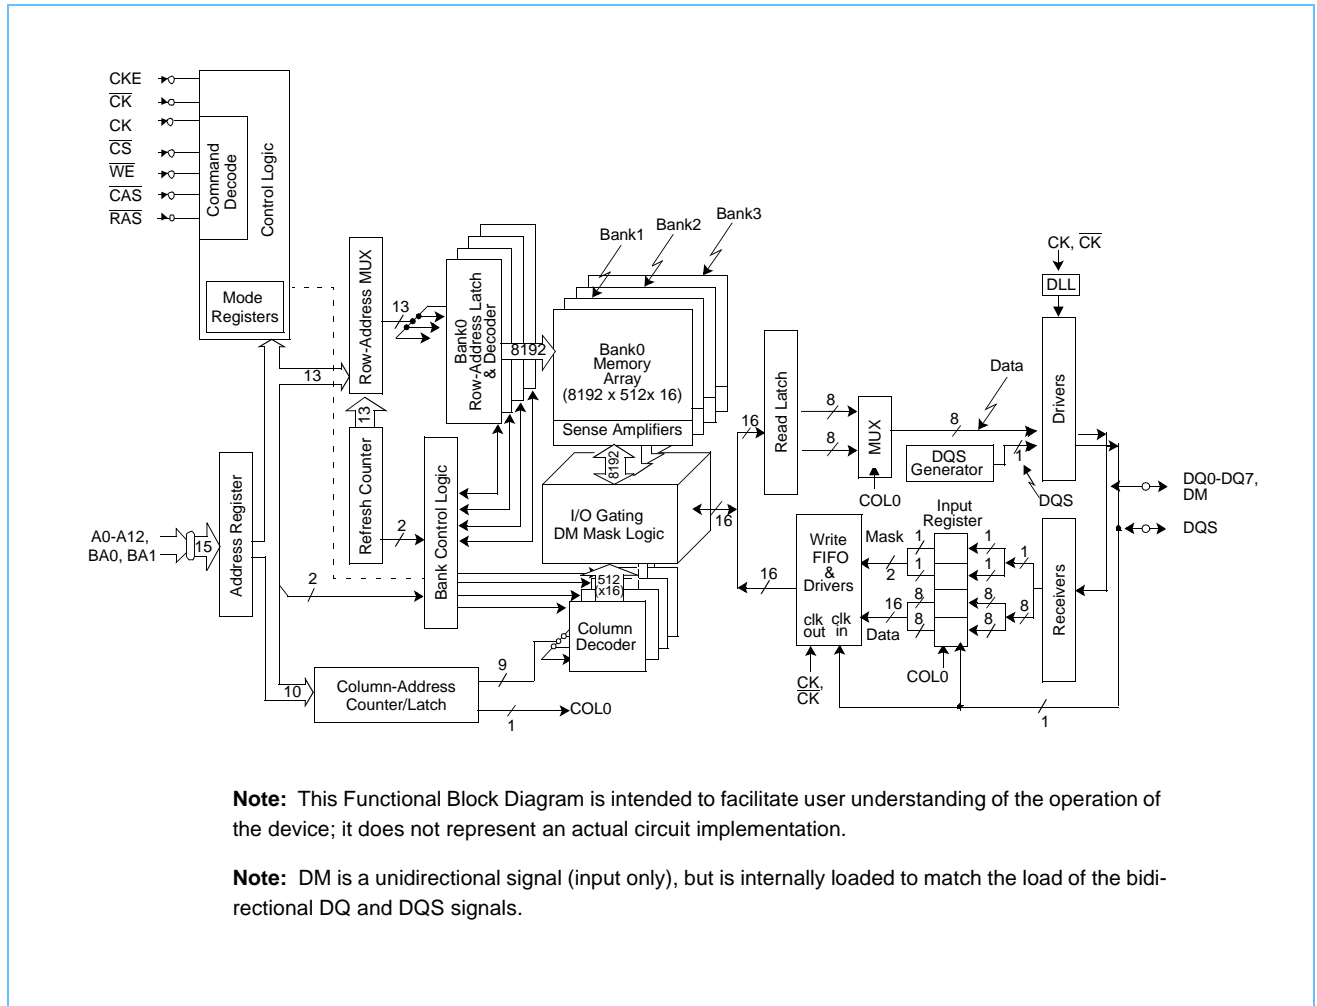 CKE
CK
CK
CS
WE
CAS
RAS
Command
Decode
Control Logic
Mode
Registers
Row-Address MUX
13
13
13
Refresh Counter
2
2
Bank Control Logic
Bank0
Row-Address Latch
& Decoder
8192
Bank1
Bank2
Bank3
Bank0
Memory
Array
(8192 x 512x 16)
Sense Amplifiers
8192
I/O Gating
DM Mask Logic
16
512
(x16)
Column
Decoder
A0-A12,
BA0, BA1
15
Address Register
10
Column-Address
Counter/Latch
9
1
COL0
16
16
Read Latch
8
8
MUX
COL0
8
Data
DQS
Generator
1
DQS
CK, CK
DLL
Drivers
DQ0-DQ7,
DM
DQS
Receivers
Input
Register
Write
FIFO
&
Drivers
clk
out
clk
in
Mask
2
16
Data
1
1
8
8
1
1
8
8
1
8
COL0
CK,
CK
1
Note: This Functional Block Diagram is intended to facilitate user understanding of the operation of
the device; it does not represent an actual circuit implementation.
Note: DM is a unidirectional signal (input only), but is internally loaded to match the load of the bidi-
rectional DQ and DQS signals.